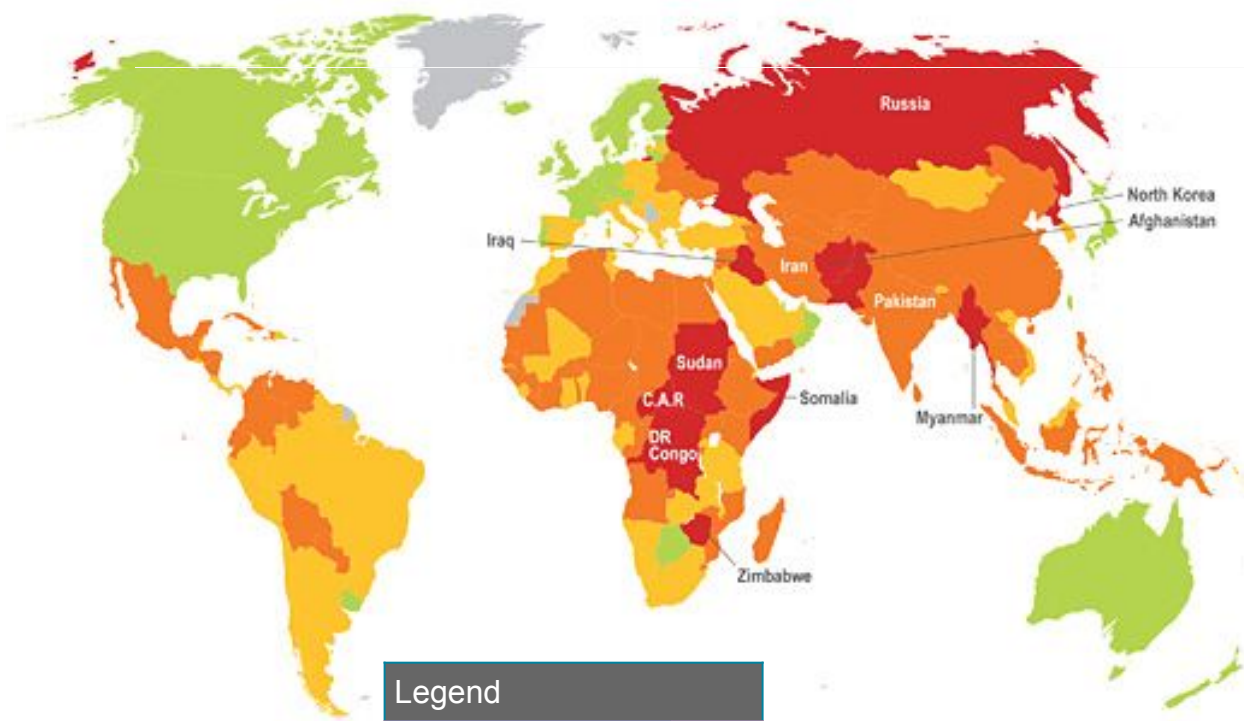 Russia
North Korea
Afghanistan
Iraq
Iran
Pakistan
Sudan
Somalia
C.A.R
Myanmar
DR
Congo
Zimbabwe
Legend